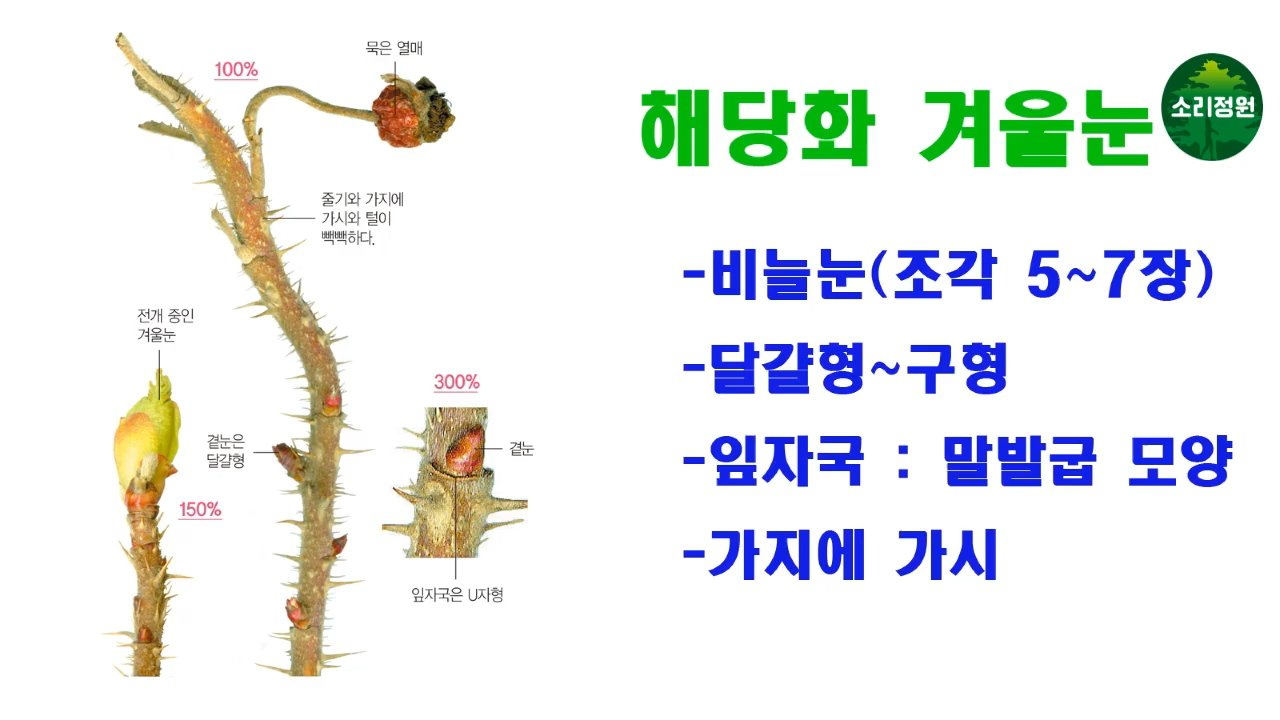 묵은 열매
100%
줄기와 가지에
가시와 털이
빽빽하다.
전개 중인
겨울눈
300%
곁눈은
달걀형
곁눈
150%
잎자국은 U자형
해당화 겨울눈
소리정원
-비늘눈(조각 5~7장)
-달걀형~구형
-잎자국 : 말발굽 모양
-가지에 가시